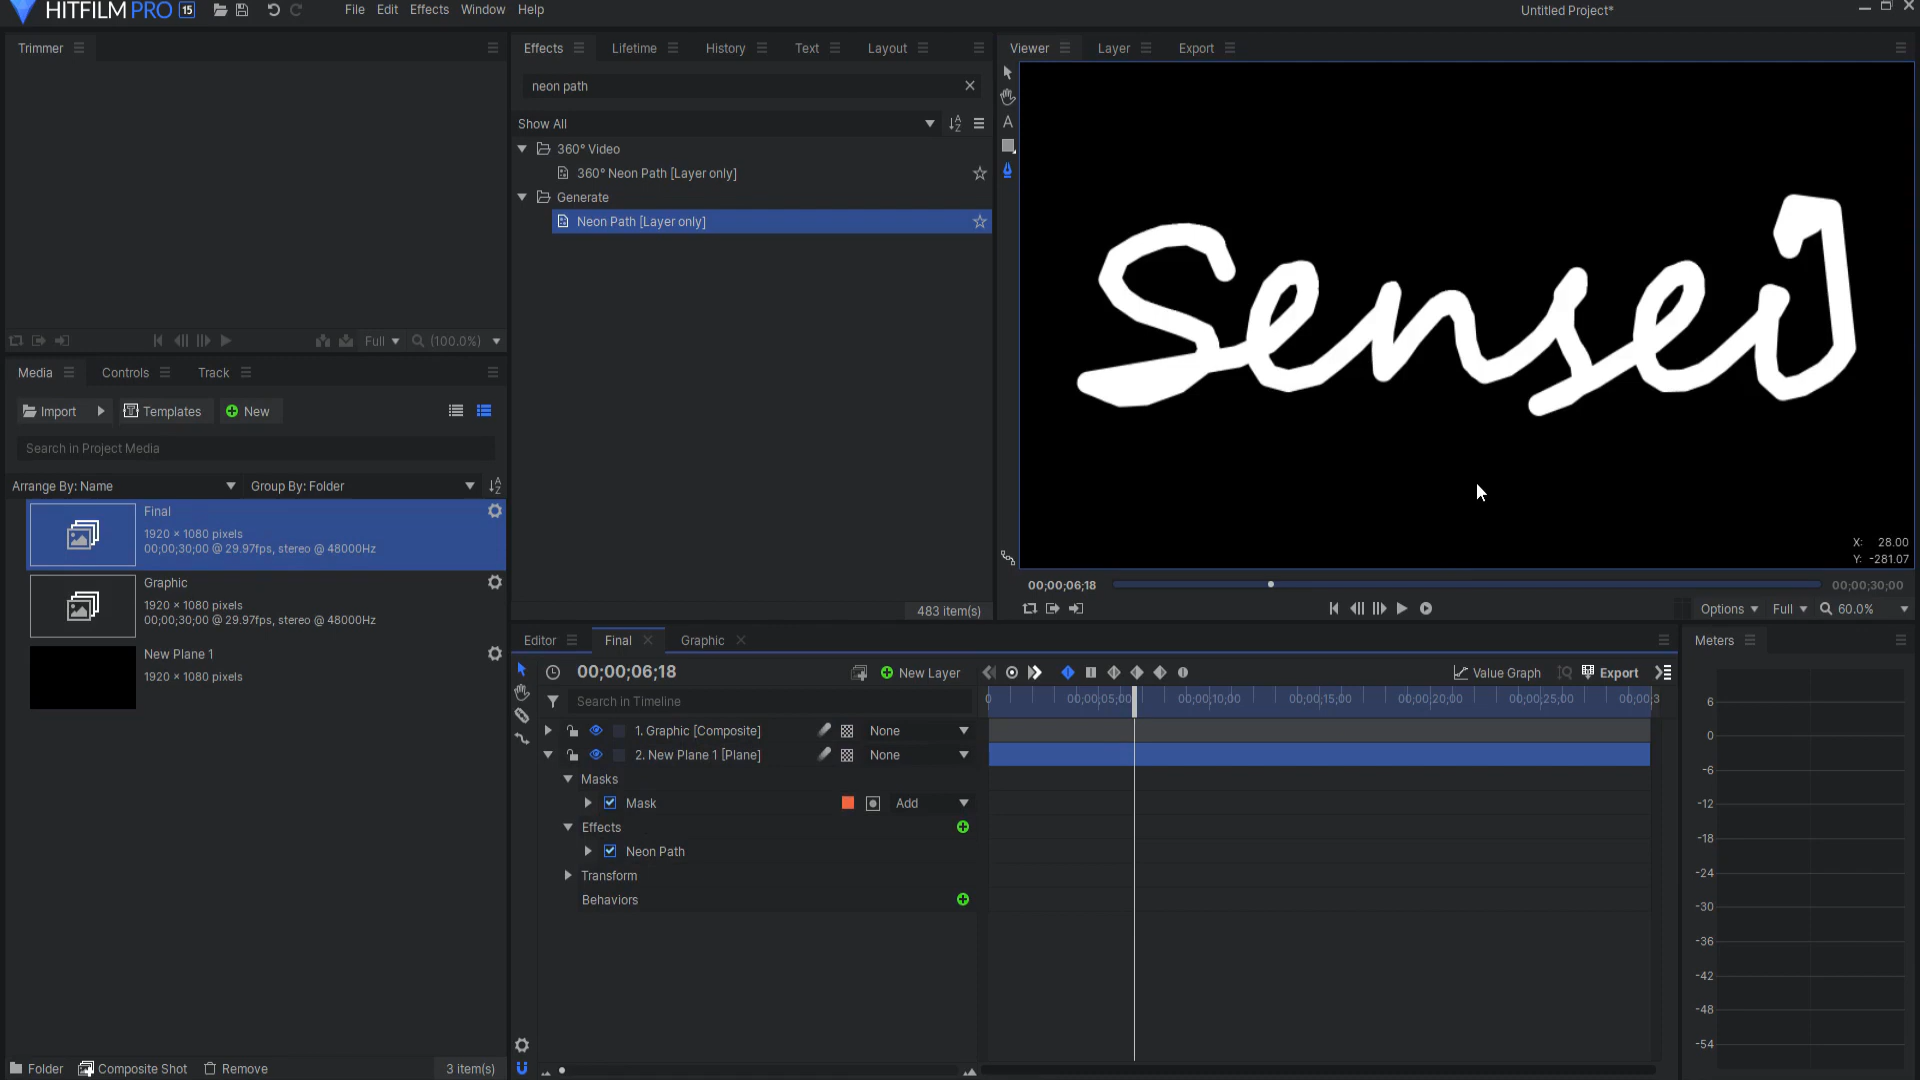 HITFILM PRO 15 File Edit Effects Window Help Untitled Project*
Trimmer
Full (100.0%)
Media Controls Track
Import Templates New
Search in Project Media
Arrange By: Name Group By: Folder
Final
1920 × 1080 pixels
00;00;30;00 @ 29.97fps, stereo @ 48000Hz
Graphic
1920 × 1080 pixels
00;00;30;00 @ 29.97fps, stereo @ 48000Hz
New Plane 1
1920 × 1080 pixels
Folder Composite Shot Remove 3 item(s)
Effects Lifetime History Text Layout
neon path
Show All
360° Video
360° Neon Path [Layer only]
Generate
Neon Path [Layer only]
483 item(s)
Viewer Layer Export
A
Sensei
X: 28.00
Y: -281.07
00;00;06;18 00;00;30;00
Options Full 60.0%
Editor Final Graphic
00;00;06;18 New Layer Value Graph Export
Search in Timeline
0 00;00;05;00 00;00;10;00 00;00;15;00 00;00;20;00 00;00;25;00 00;00;3
1. Graphic [Composite] None
2. New Plane 1 [Plane] None
Masks
Mask Add
Effects
Neon Path
Transform
Behaviors
Meters
6
0
-6
-12
-18
-24
-30
-36
-42
-48
-54